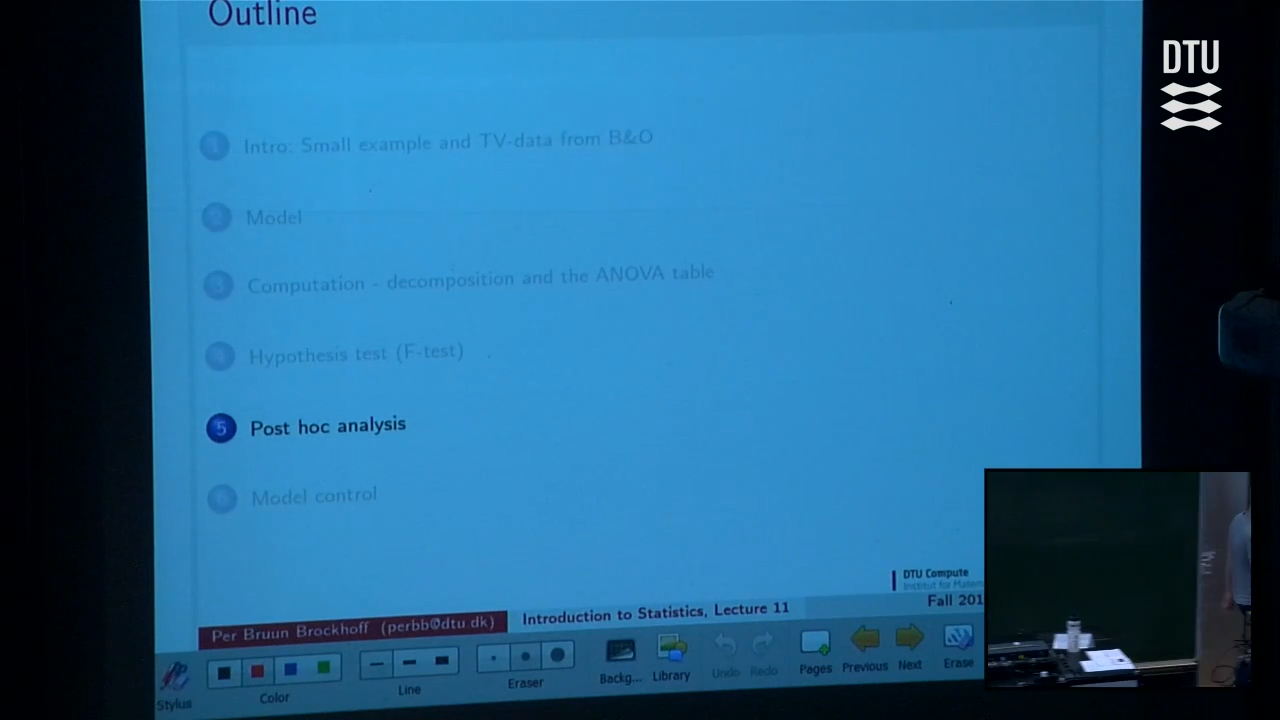 Outline
DTU
Intro: Small example and TV-data from B&O
Model
Computation - decomposition and the ANOVA table
Hypothesis test (F-test)
5 Post hoc analysis
Model control
DTU Compute
Institut for
Per Bruun Brockhoff (perbb@dtu.dk)
Introduction to Statistics, Lecture 11
Fall 201
Stylus
Color
Line
Eraser
Backg...
Library
Undo
Redo
Pages
Previous
Next
Erase